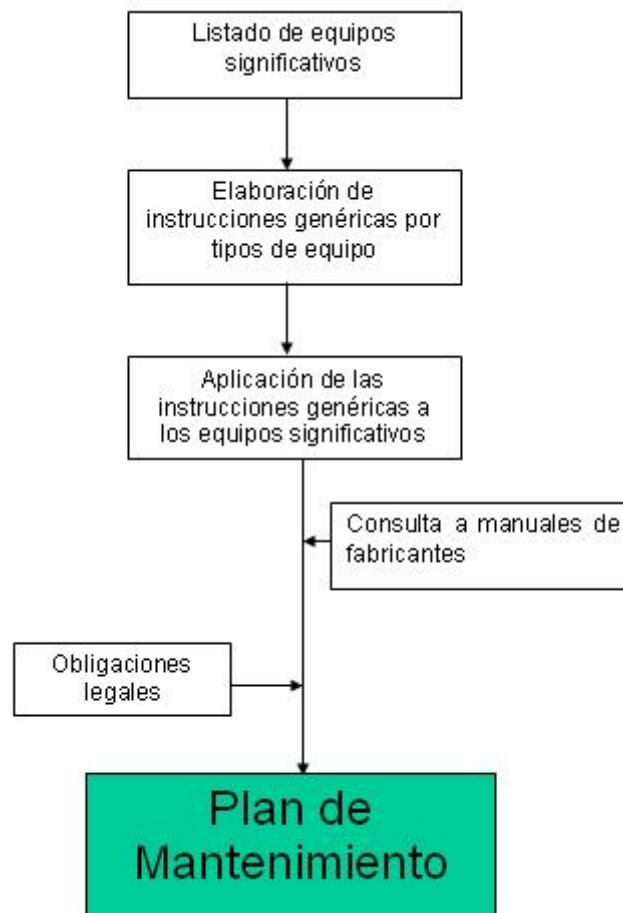 Listado de equipos
significativos
Elaboración de
instrucciones genéricas por
tipos de equipo
Aplicación de las
instrucciones genéricas a
los equipos significativos
Consulta a manuales de
fabricantes
Obligaciones
legales
Plan de
Mantenimiento